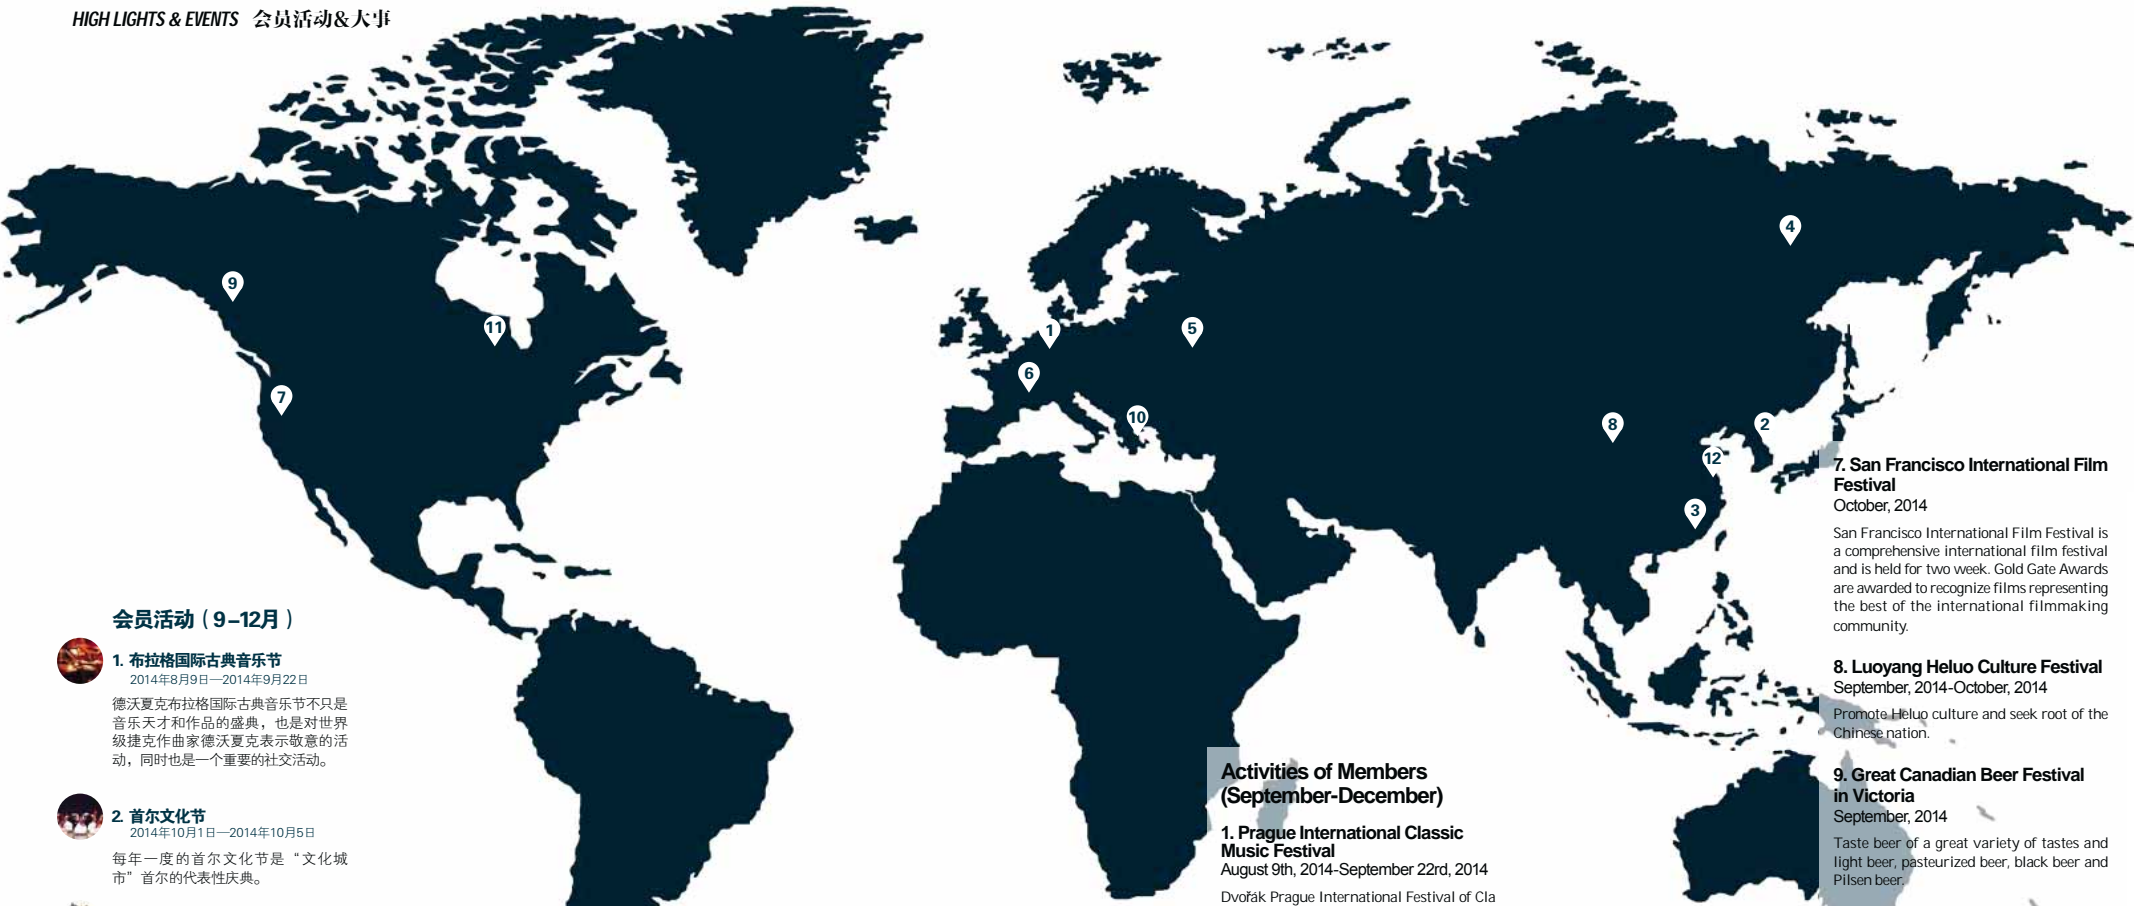 HIGH LIGHTS & EVENTS 会员活动&大事
4
9
11
1
5
6
7
10
8
2
12
3
会员活动（9–12月）
1. 布拉格国际古典音乐节
2014年8月9日—2014年9月22日
德沃夏克布拉格国际古典音乐节不只是
音乐天才和作品的盛典，也是对世界
级捷克作曲家德沃夏克表示敬意的活
动，同时也是一个重要的社交活动。
2. 首尔文化节
2014年10月1日—2014年10月5日
每年一度的首尔文化节是“文化城
市”首尔的代表性庆典。
Activities of Members
(September-December)
1. Prague International Classic
Music Festival
August 9th, 2014-September 22rd, 2014
Dvořák Prague International Festival of Cla
7. San Francisco International Film
Festival
October, 2014
San Francisco International Film Festival is
a comprehensive international film festival
and is held for two week. Gold Gate Awards
are awarded to recognize films representing
the best of the international filmmaking
community.
8. Luoyang Heluo Culture Festival
September, 2014-October, 2014
Promote Heluo culture and seek root of the
Chinese nation.
9. Great Canadian Beer Festival
in Victoria
September, 2014
Taste beer of a great variety of tastes and
light beer, pasteurized beer, black beer and
Pilsen beer.